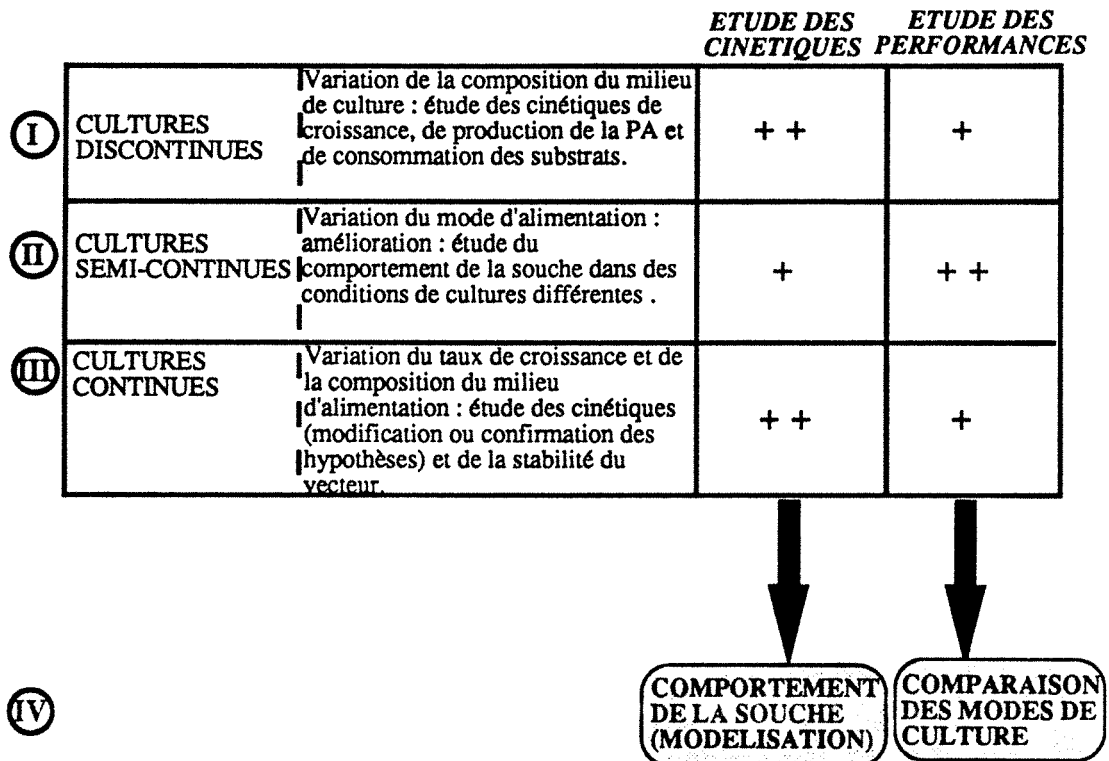 ETUDE DES CINETIQUES
ETUDE DES PERFORMANCES
I
CULTURES
DISCONTINUES
Variation de la composition du milieu
de culture : étude des cinétiques de
croissance, de production de la PA et
de consommation des substrats.
+ +
+
II
CULTURES
SEMI-CONTINUES
Variation du mode d'alimentation :
amélioration : étude du
comportement de la souche dans des
conditions de cultures différentes .
+
+ +
III
CULTURES
CONTINUES
Variation du taux de croissance et de
la composition du milieu
d'alimentation : étude des cinétiques
(modification ou confirmation des
hypothèses) et de la stabilité du
vecteur.
+ +
+
IV
COMPORTEMENT
DE LA SOUCHE
(MODELISATION)
COMPARAISON
DES MODES DE
CULTURE